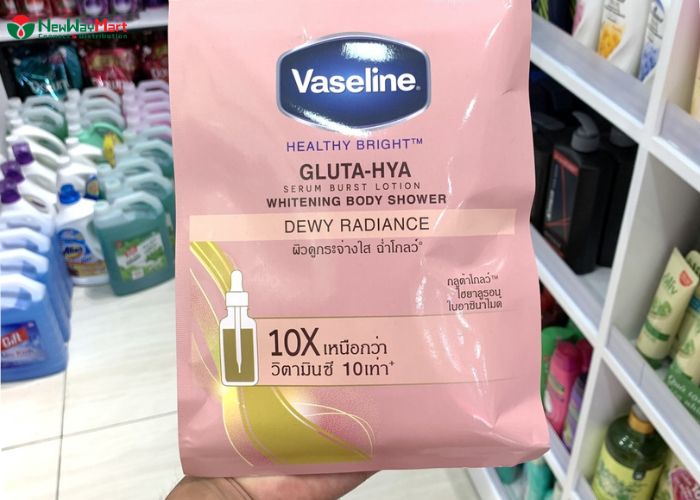 NewWayMart
Connect & Distribution
Vaseline
HEALTHY BRIGHT™
GLUTA-HYA
SERUM BURST LOTION
WHITENING BODY SHOWER
DEWY RADIANCE
ผิวดูกระจ่างใส ฉ่ำโกลว์*
กลูต้าโกลว์™
ไฮยาลูรอน
ไนอาซินาไมด์
10X เหนือกว่า
วิตามินซี 10เท่า+